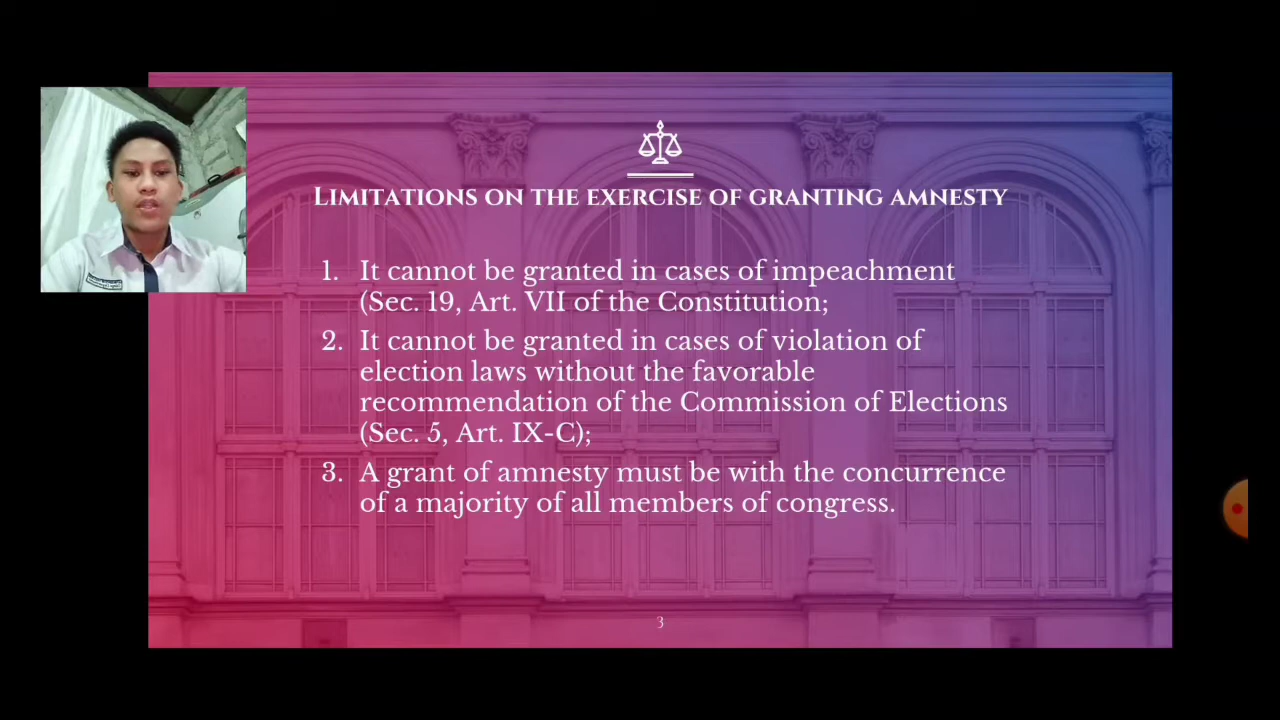 Limitations on the exercise of granting amnesty
1. It cannot be granted in cases of impeachment
(Sec. 19, Art. VII of the Constitution;
2. It cannot be granted in cases of violation of
election laws without the favorable
recommendation of the Commission of Elections
(Sec. 5, Art. IX-C);
3. A grant of amnesty must be with the concurrence
of a majority of all members of congress.
3